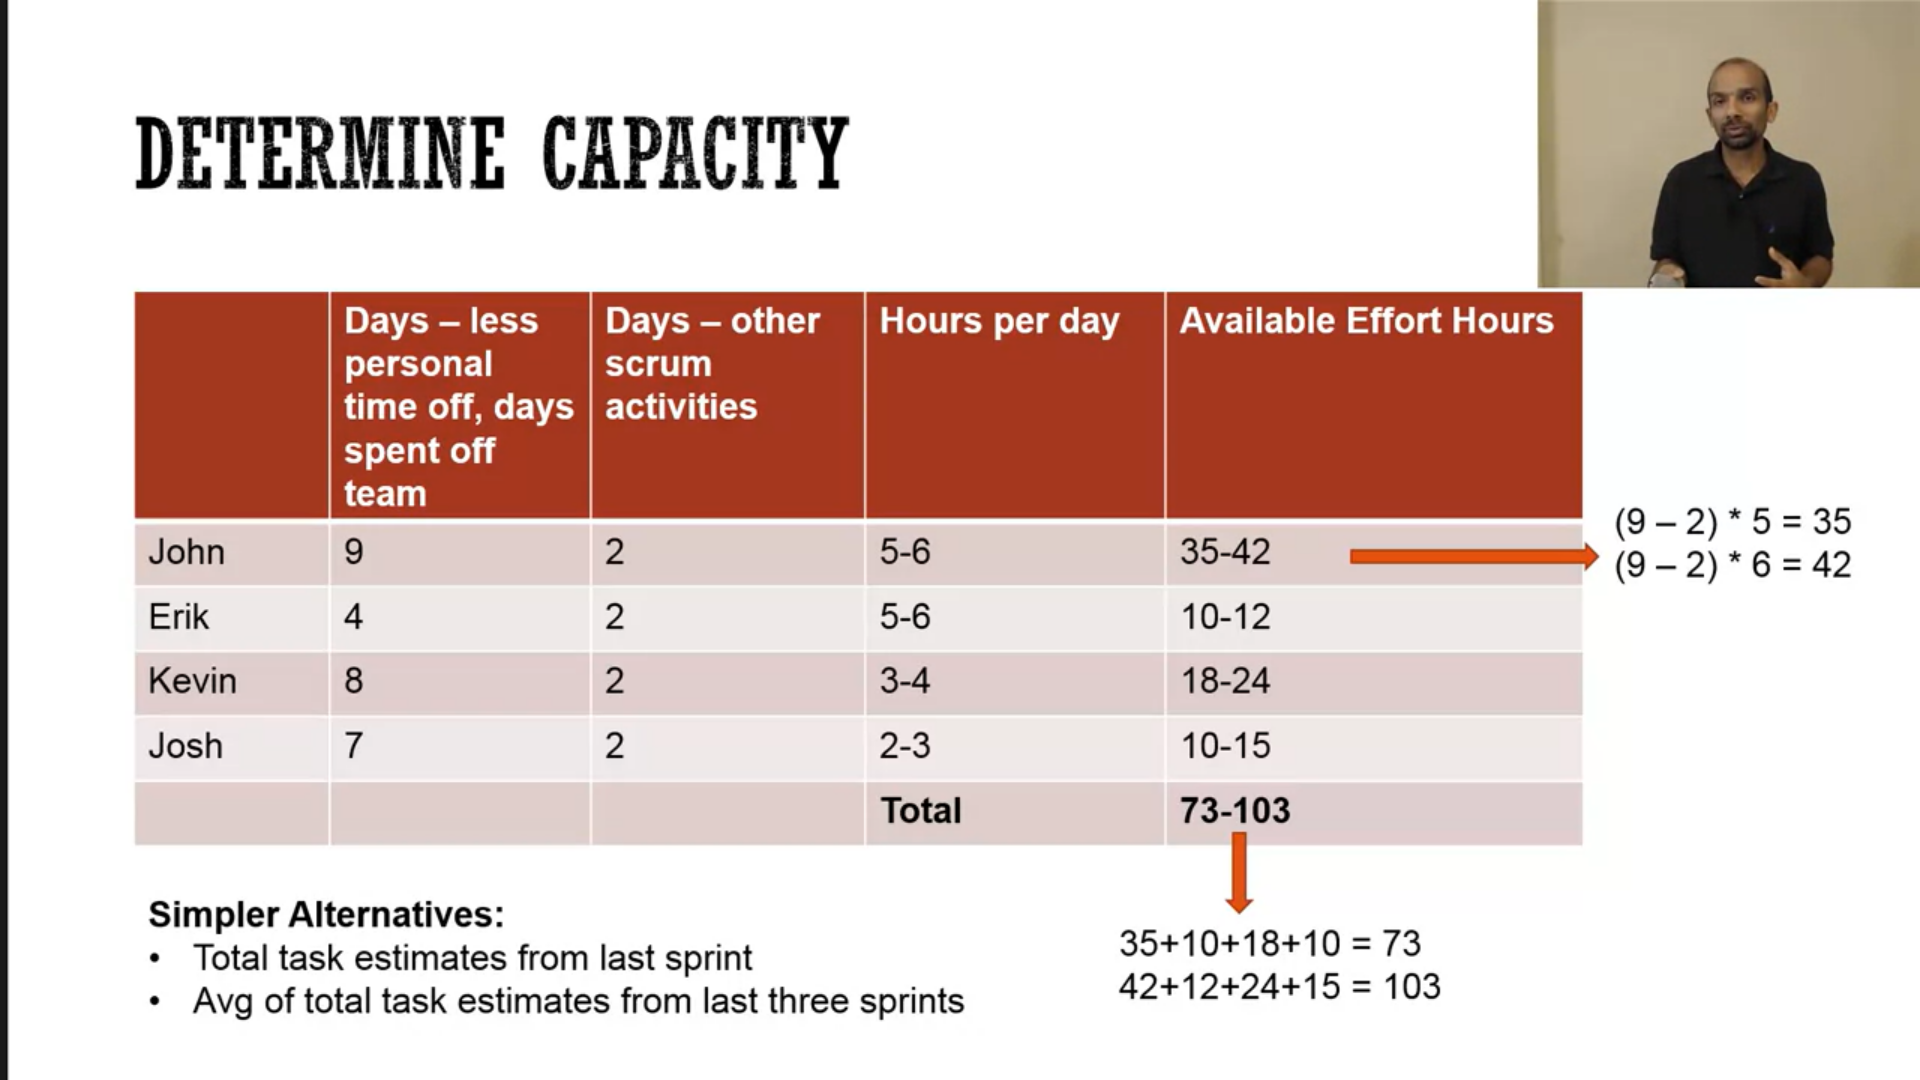 DETERMINE CAPACITY
Days – less
personal
time off, days
spent off
team
Days – other
scrum
activities
Hours per day
Available Effort Hours
John 9 2 5-6 35-42
(9 – 2) * 5 = 35
(9 – 2) * 6 = 42
Erik 4 2 5-6 10-12
Kevin 8 2 3-4 18-24
Josh 7 2 2-3 10-15
Total 73-103
Simpler Alternatives:
• Total task estimates from last sprint
• Avg of total task estimates from last three sprints
35+10+18+10 = 73
42+12+24+15 = 103